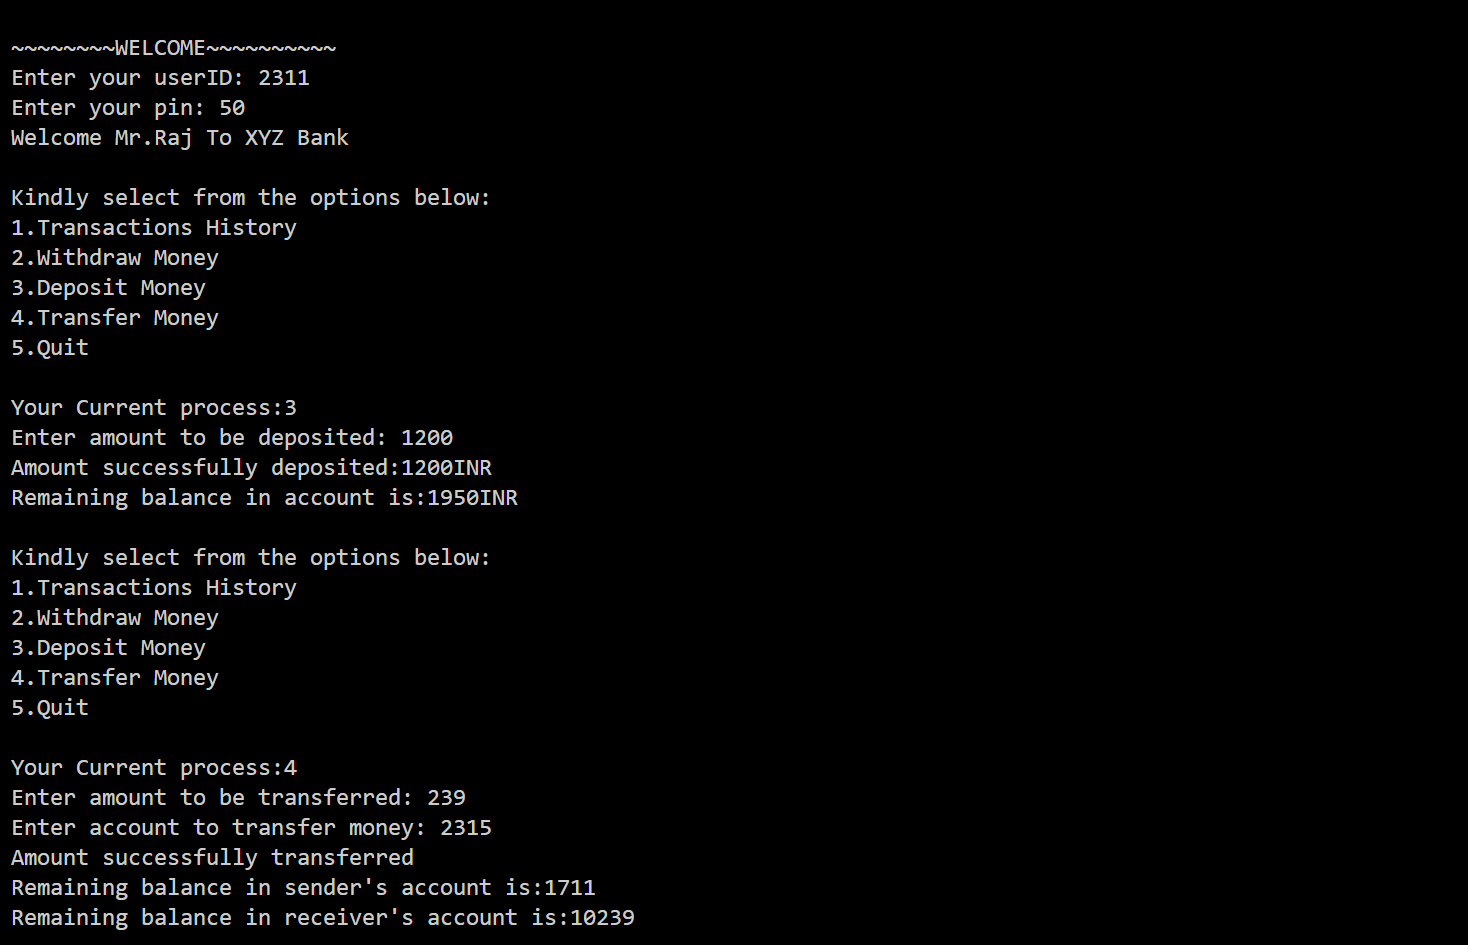 ~~~~~~~~WELCOME~~~~~~~~~~
Enter your userID: 2311
Enter your pin: 50
Welcome Mr.Raj To XYZ Bank
Kindly select from the options below:
1.Transactions History
2.Withdraw Money
3.Deposit Money
4.Transfer Money
5.Quit
Your Current process:3
Enter amount to be deposited: 1200
Amount successfully deposited:1200INR
Remaining balance in account is:1950INR
Kindly select from the options below:
1.Transactions History
2.Withdraw Money
3.Deposit Money
4.Transfer Money
5.Quit
Your Current process:4
Enter amount to be transferred: 239
Enter account to transfer money: 2315
Amount successfully transferred
Remaining balance in sender's account is:1711
Remaining balance in receiver's account is:10239